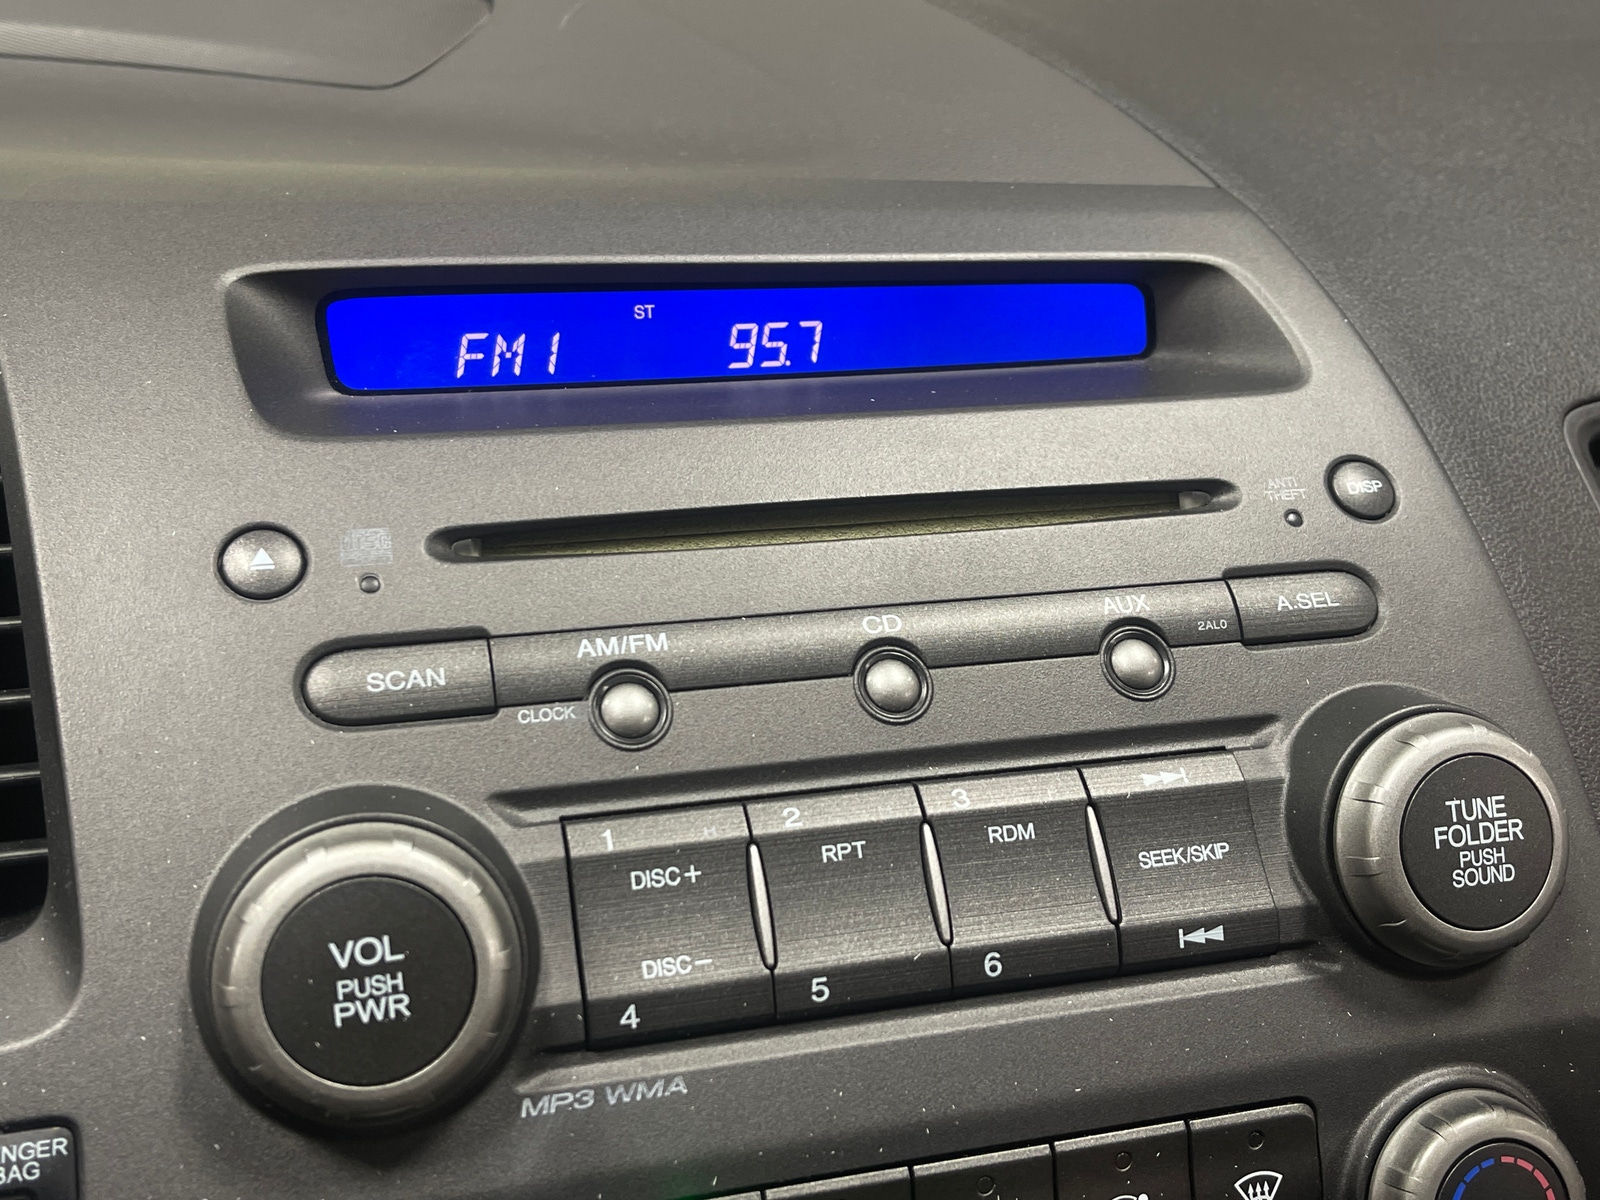 ST
FM1 95.7
ANTI
THEFT
DISP
SCAN
AM/FM
CLOCK
CD
AUX
2AL0
A.SEL
1
DISC+
2
RPT
3
RDM
SEEK/SKIP
DISC-
4
5
6
TUNE
FOLDER
PUSH
SOUND
VOL
PUSH
PWR
MP3 WMA
NGER
BAG